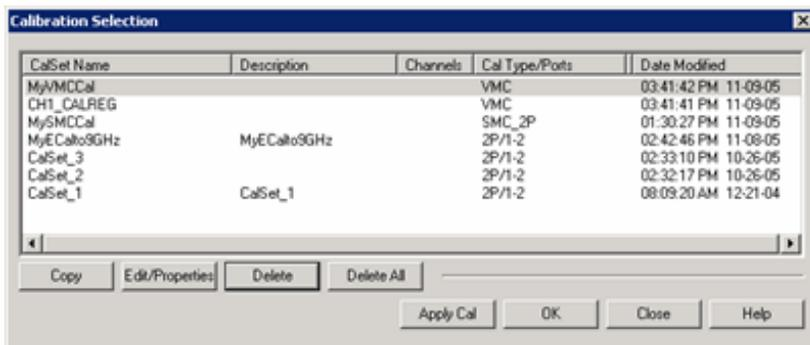 Calibration Selection
CalSet Name Description Channels Cal Type/Ports Date Modified
MyVMCCal VMC 03:41:42 PM 11-09-05
CH1_CALREG VMC 03:41:41 PM 11-09-05
MySMCCal SMC_2P 01:30:27 PM 11-09-05
MyECalto9GHz MyECalto9GHz 2P/1-2 02:42:46 PM 11-08-05
CalSet_3 2P/1-2 02:33:10 PM 10-26-05
CalSet_2 2P/1-2 02:32:17 PM 10-26-05
CalSet_1 CalSet_1 2P/1-2 08:09:20 AM 12-21-04
Copy Edit/Properties Delete Delete All
Apply Cal OK Close Help